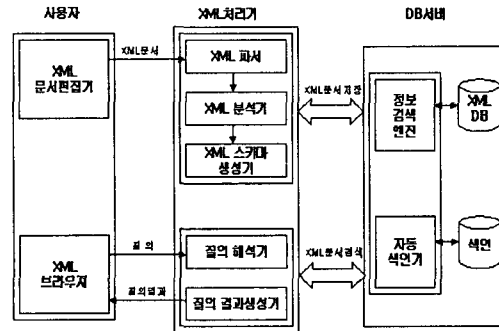 사용자
XML처리기
DB서버
XML
문서편집기
XML문서
XML 파서
XML 분석기
XML 스키마
생성기
XML문서저장
정보
검색
엔진
XML
DB
XML
브라우저
질 의
질의결과
질의 해석기
질의 결과생성기
XML문서검색
자동
색인기
색인